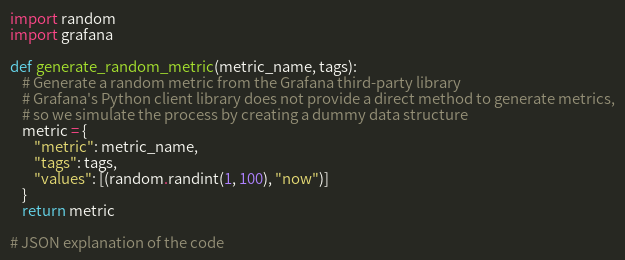 import random
import grafana
def generate_random_metric(metric_name, tags):
# Generate a random metric from the Grafana third-party library
# Grafana's Python client library does not provide a direct method to generate metrics,
# so we simulate the process by creating a dummy data structure
metric = {
"metric": metric_name,
"tags": tags,
"values": [(random.randint(1, 100), "now")]
}
return metric
# JSON explanation of the code